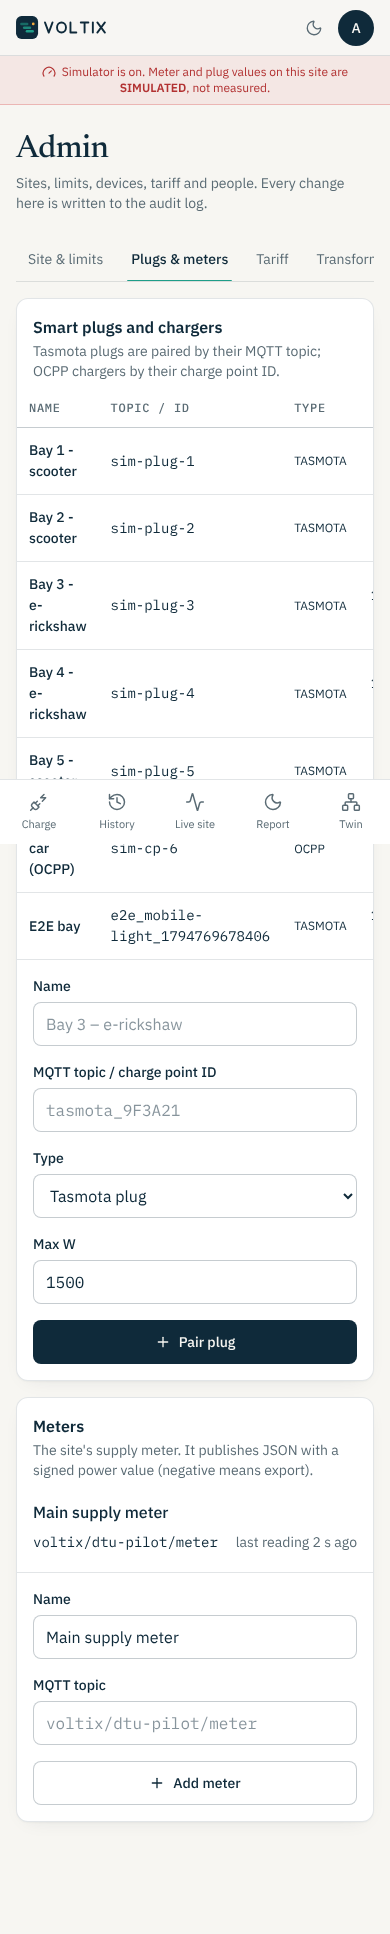 VOLTIX
A
Simulator is on. Meter and plug values on this site are
SIMULATED, not measured.
Admin
Sites, limits, devices, tariff and people. Every change
here is written to the audit log.
Site & limits Plugs & meters Tariff Transforr
Smart plugs and chargers
Tasmota plugs are paired by their MQTT topic;
OCPP chargers by their charge point ID.
NAME TOPIC / ID TYPE
Bay 1 -
scooter
sim-plug-1 TASMOTA
Bay 2 -
scooter
sim-plug-2 TASMOTA
Bay 3 -
e-
rickshaw
sim-plug-3 TASMOTA
Bay 4 -
e-
rickshaw
sim-plug-4 TASMOTA
Bay 5 -
sim-plug-5 TASMOTA
Charge History Live site Report Twin
car
(OCPP)
sim-cp-6 OCPP
E2E bay
e2e_mobile-
light_1794769678406
TASMOTA
Name
Bay 3 – e-rickshaw
MQTT topic / charge point ID
tasmota_9F3A21
Type
Tasmota plug
Max W
1500
+ Pair plug
Meters
The site's supply meter. It publishes JSON with a
signed power value (negative means export).
Main supply meter
voltix/dtu-pilot/meter last reading 2 s ago
Name
Main supply meter
MQTT topic
voltix/dtu-pilot/meter
+ Add meter